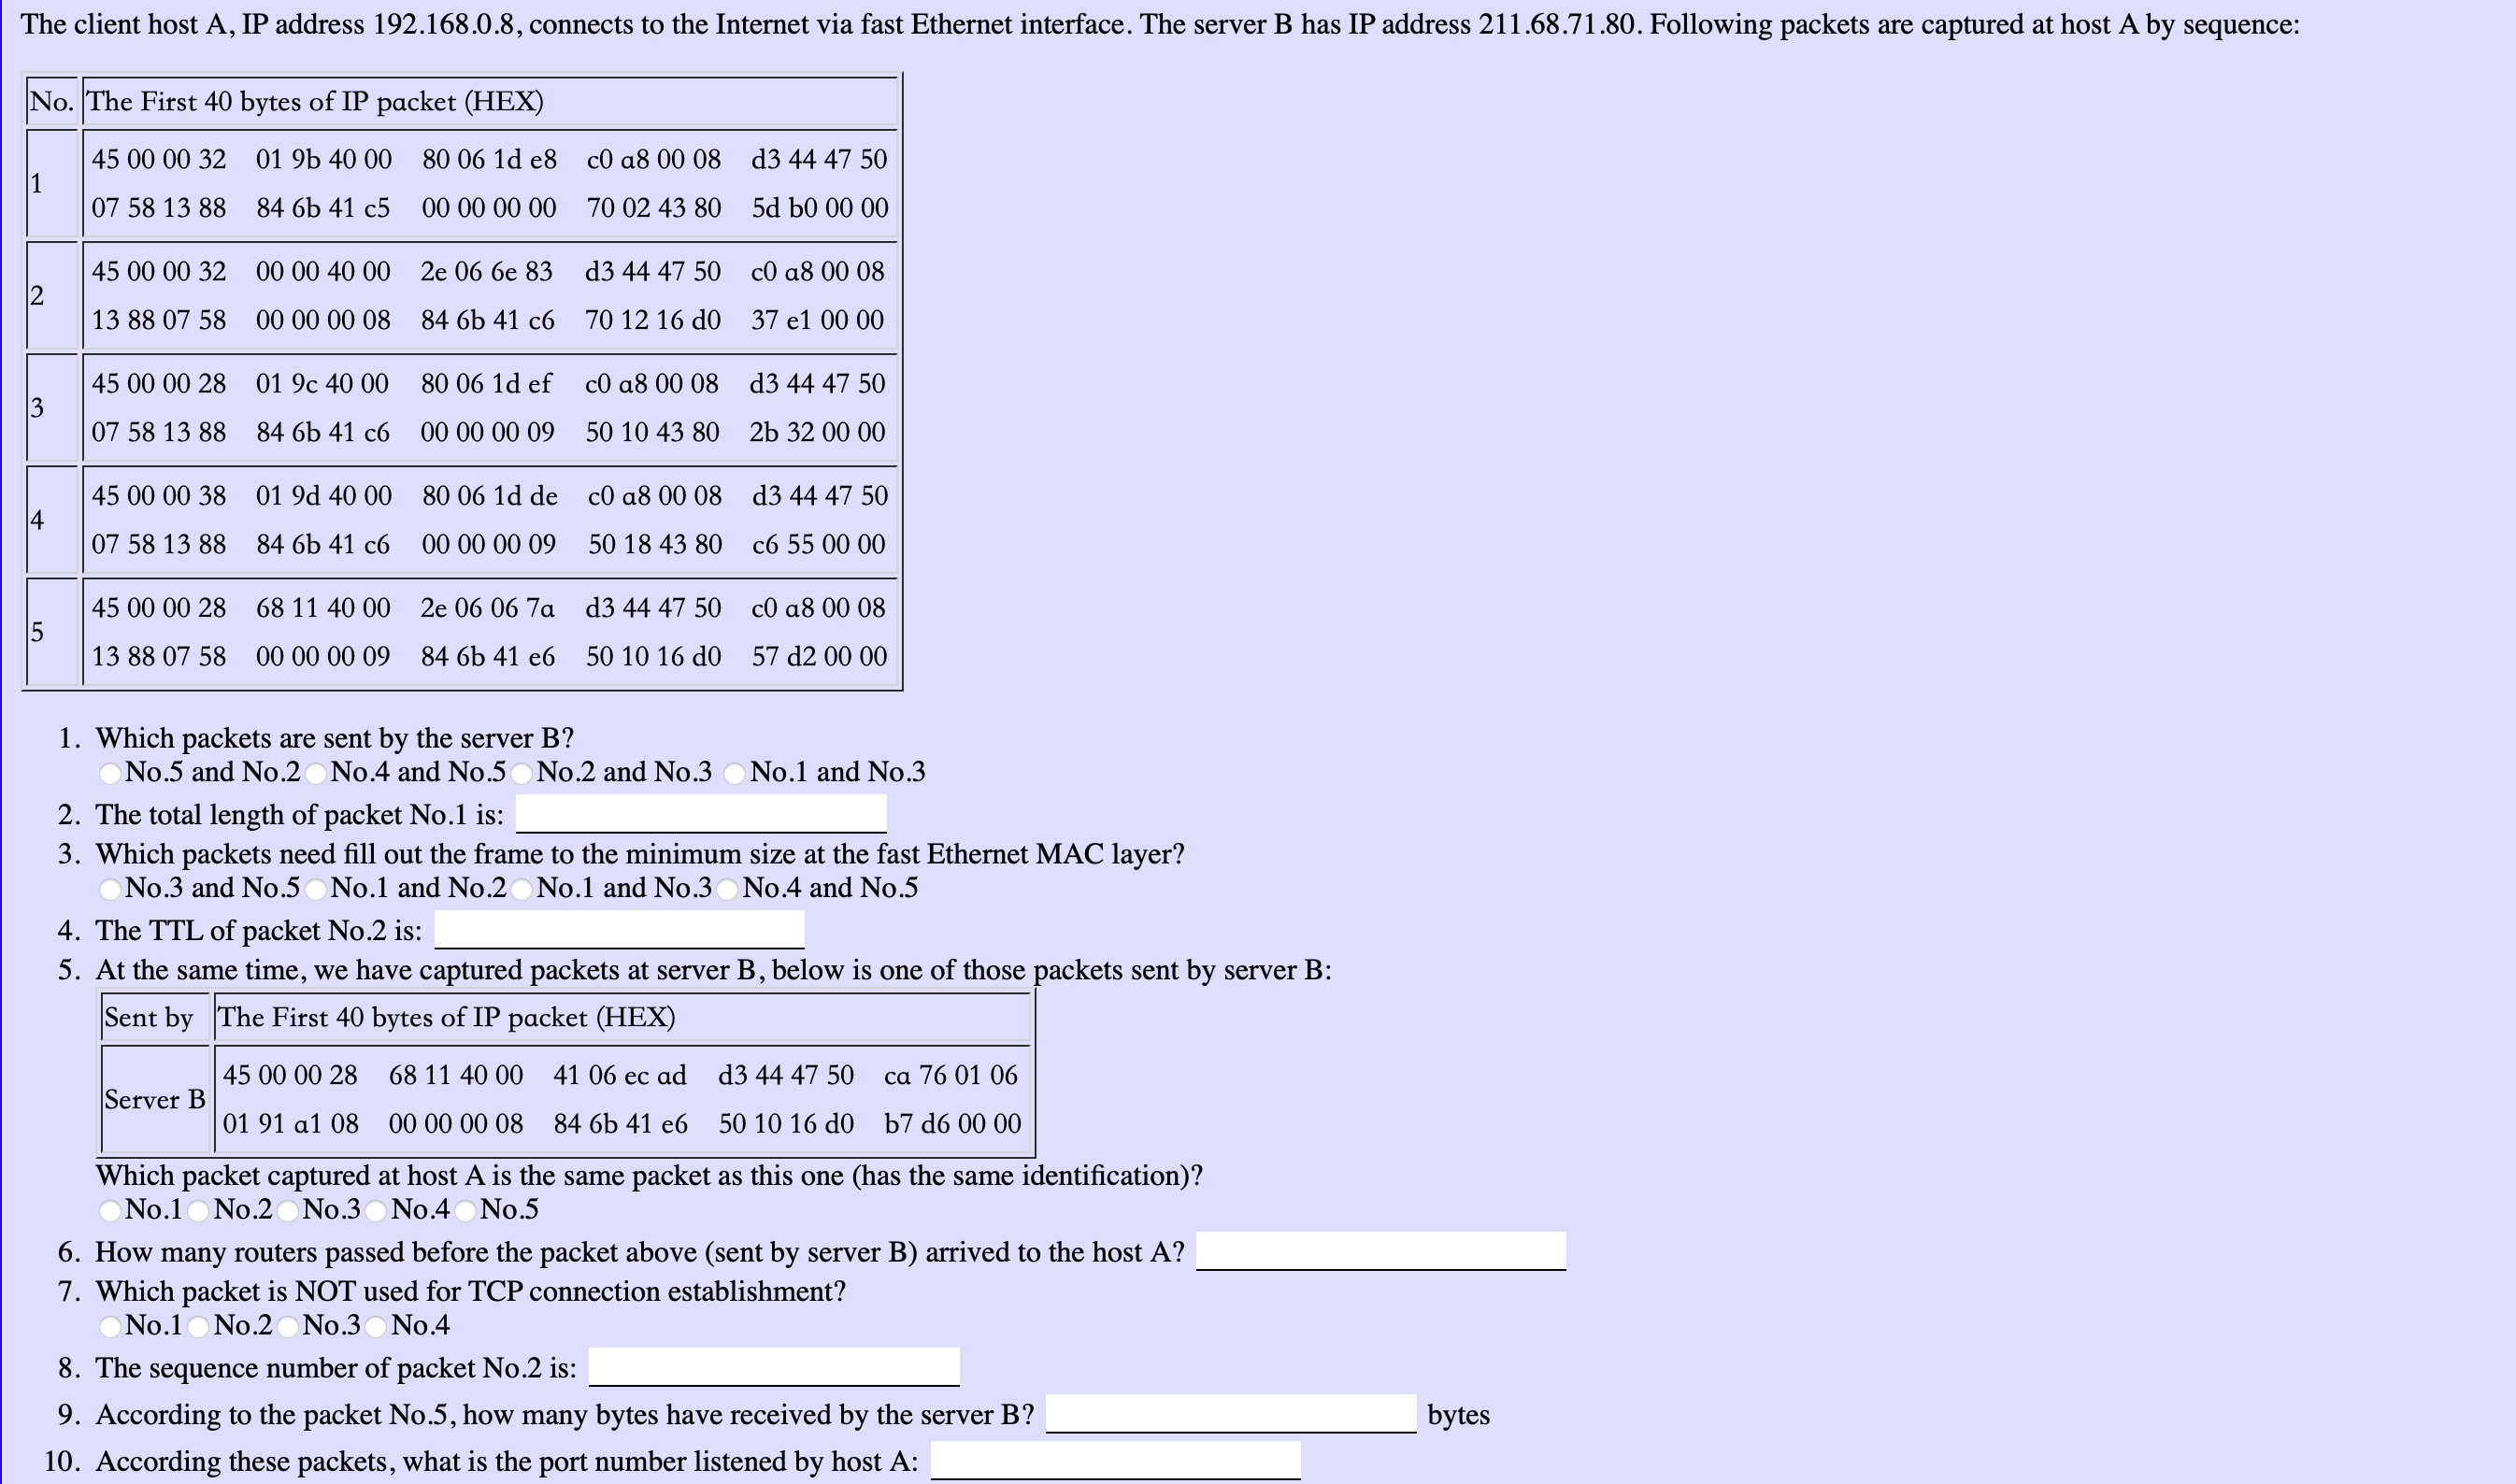 The client host A, IP address 192.168.0.8, connects to the Internet via fast Ethernet interface. The server B has IP address 211.68.71.80. Following packets are captured at host A by sequence:
No. The First 40 bytes of IP packet (HEX)
1
45 00 00 32 01 9b 40 00 80 06 1d e8 c0 a8 00 08 d3 44 47 50
07 58 13 88 84 6b 41 c5 00 00 00 00 70 02 43 80 5d b0 00 00
2
45 00 00 32 00 00 40 00 2e 06 6e 83 d3 44 47 50 c0 a8 00 08
13 88 07 58 00 00 00 08 84 6b 41 c6 70 12 16 d0 37 e1 00 00
3
45 00 00 28 01 9c 40 00 80 06 1d ef c0 a8 00 08 d3 44 47 50
07 58 13 88 84 6b 41 c6 00 00 00 09 50 10 43 80 2b 32 00 00
4
45 00 00 38 01 9d 40 00 80 06 1d de c0 a8 00 08 d3 44 47 50
07 58 13 88 84 6b 41 c6 00 00 00 09 50 18 43 80 c6 55 00 00
5
45 00 00 28 68 11 40 00 2e 06 06 7a d3 44 47 50 c0 a8 00 08
13 88 07 58 00 00 00 09 84 6b 41 e6 50 10 16 d0 57 d2 00 00
1. Which packets are sent by the server B?
No.5 and No.2 No.4 and No.5 No.2 and No.3 No.1 and No.3
2. The total length of packet No.1 is:
3. Which packets need fill out the frame to the minimum size at the fast Ethernet MAC layer?
No.3 and No.5 No.1 and No.2 No.1 and No.3 No.4 and No.5
4. The TTL of packet No.2 is:
5. At the same time, we have captured packets at server B, below is one of those packets sent by server B:
Sent by The First 40 bytes of IP packet (HEX)
Server B
45 00 00 28 68 11 40 00 41 06 ec ad d3 44 47 50 ca 76 01 06
01 91 a1 08 00 00 00 08 84 6b 41 e6 50 10 16 d0 b7 d6 00 00
Which packet captured at host A is the same packet as this one (has the same identification)?
No.1 No.2 No.3 No.4 No.5
6. How many routers passed before the packet above (sent by server B) arrived to the host A?
7. Which packet is NOT used for TCP connection establishment?
No.1 No.2 No.3 No.4
8. The sequence number of packet No.2 is:
9. According to the packet No.5, how many bytes have received by the server B? bytes
10. According these packets, what is the port number listened by host A: